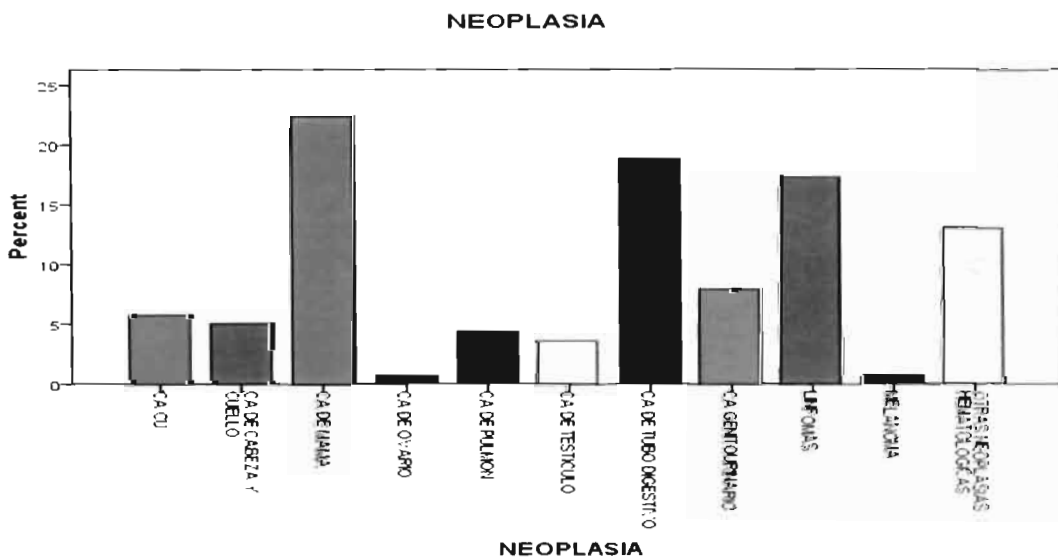 NEOPLASIA
25
20
15
10
5
0
Percent
CA CU
CA DE CABEZA Y
CUELLO
CA DE MAMA
CA DE OVARIO
CA DE PULMON
CA DE TESTICULO
CA DE TUBO DIGESTIVO
CA GENITOURINARIO
LINFOMAS
MELANOMA
OTRAS NEOPLASIAS
HEMATOLOGICAS
NEOPLASIA